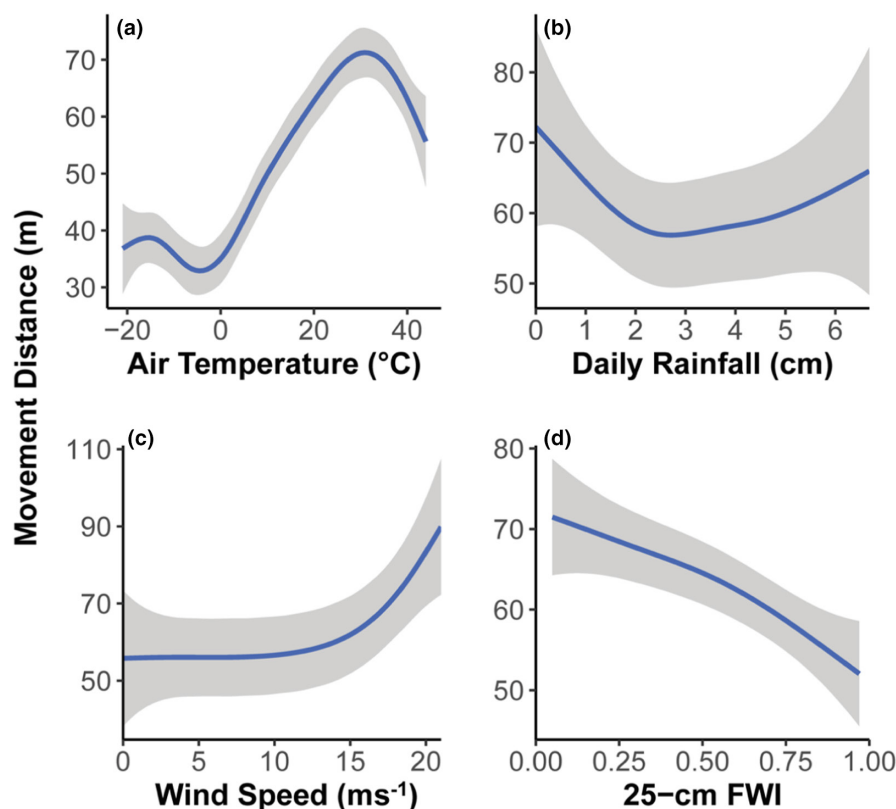 Movement Distance (m)
(a)
70
60
50
40
30
−20 0 20 40
Air Temperature (°C)
(b)
80
70
60
50
0 1 2 3 4 5 6
Daily Rainfall (cm)
(c)
110
90
70
50
0 5 10 15 20
Wind Speed (ms⁻¹)
(d)
80
70
60
50
0.00 0.25 0.50 0.75 1.00
25−cm FWI